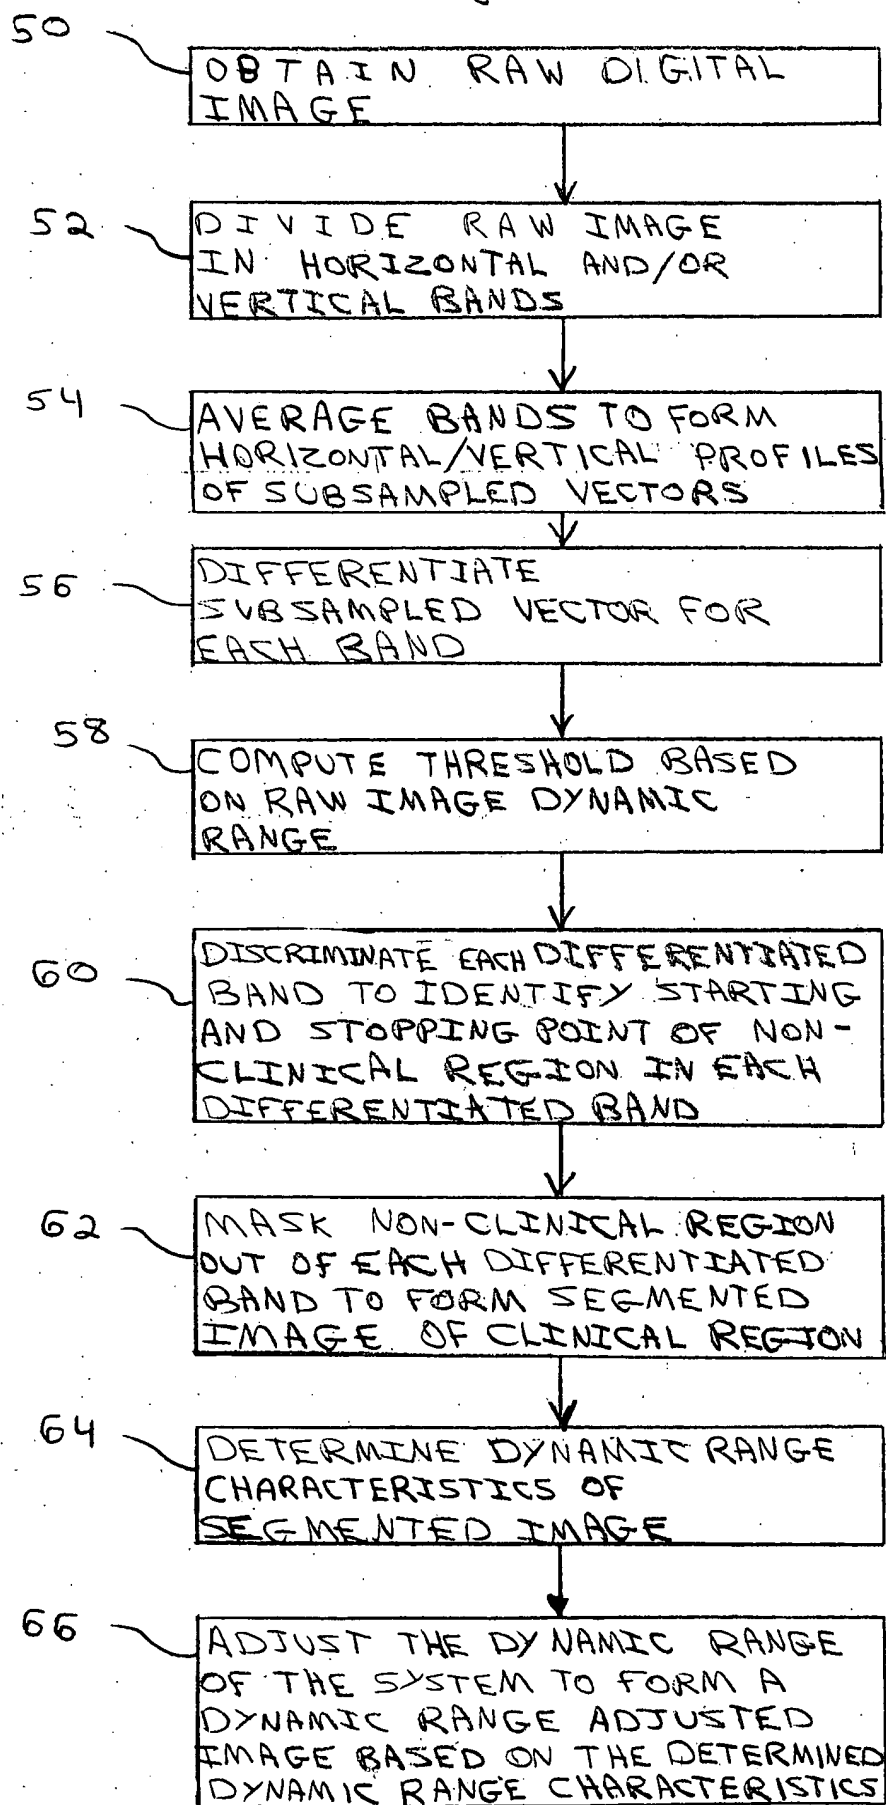 50
OBTAIN RAW DIGITAL
IMAGE
52
DIVIDE RAW IMAGE
IN HORIZONTAL AND/OR
VERTICAL BANDS
54
AVERAGE BANDS TO FORM
HORIZONTAL/VERTICAL PROFILES
OF SUBSAMPLED VECTORS
56
DIFFERENTIATE
SUBSAMPLED VECTOR FOR
EACH BAND
58
COMPUTE THRESHOLD BASED
ON RAW IMAGE DYNAMIC
RANGE
60
DISCRIMINATE EACH DIFFERENTIATED
BAND TO IDENTIFY STARTING
AND STOPPING POINT OF NON-
CLINICAL REGION IN EACH
DIFFERENTIATED BAND
62
MASK NON-CLINICAL REGION
OUT OF EACH DIFFERENTIATED
BAND TO FORM SEGMENTED
IMAGE OF CLINICAL REGION
64
DETERMINE DYNAMIC RANGE
CHARACTERISTICS OF
SEGMENTED IMAGE
66
ADJUST THE DYNAMIC RANGE
OF THE SYSTEM TO FORM A
DYNAMIC RANGE ADJUSTED
IMAGE BASED ON THE DETERMINED
DYNAMIC RANGE CHARACTERISTICS